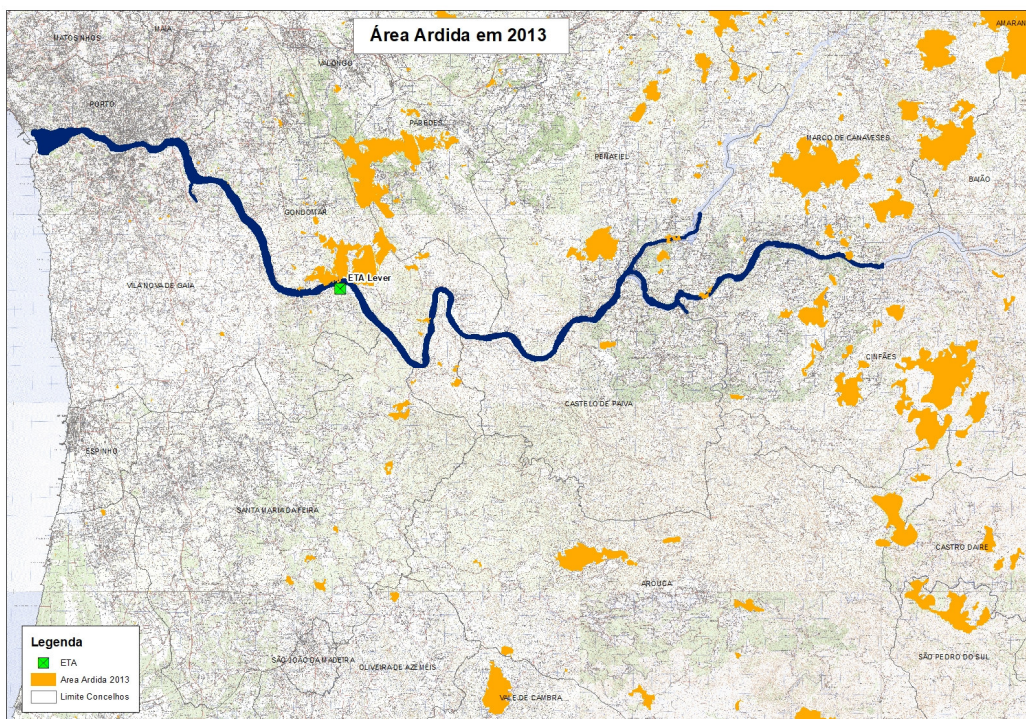 Área Ardida em 2013
AMARAN
MAIA
MATOSINHOS
VALONGO
PORTO
PAREDES
MARCO DE CANAVESES
PENAFIEL
BAIÃO
GONDOMAR
ETA Lever
VILA NOVA DE GAIA
CINFÃES
CASTELO DE PAIVA
ESPINHO
SANTA MARIA DA FEIRA
CASTRO DAIRE
AROUCA
SÃO JOÃO DA MADEIRA
OLIVEIRA DE AZEMÉIS
SÃO PEDRO DO SUL
VALE DE CAMBRA
Legenda
ETA
Area Ardida 2013
Limite Concelhos